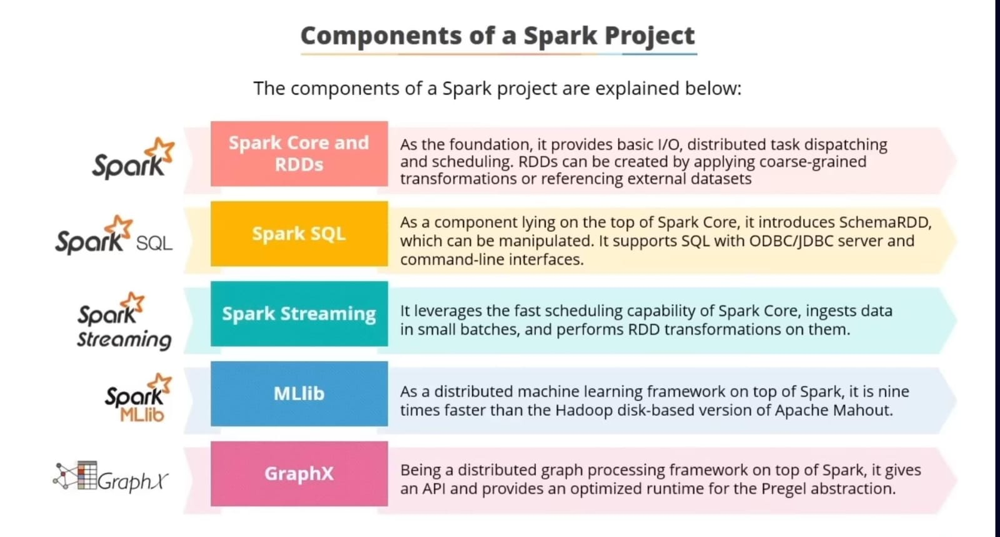 Components of a Spark Project
The components of a Spark project are explained below:
Spark
Spark Core and
RDDs
As the foundation, it provides basic I/O, distributed task dispatching
and scheduling. RDDs can be created by applying coarse-grained
transformations or referencing external datasets
Spark SQL
Spark SQL
As a component lying on the top of Spark Core, it introduces SchemaRDD,
which can be manipulated. It supports SQL with ODBC/JDBC server and
command-line interfaces.
Spark
Streaming
Spark Streaming
It leverages the fast scheduling capability of Spark Core, ingests data
in small batches, and performs RDD transformations on them.
Spark
MLlib
MLlib
As a distributed machine learning framework on top of Spark, it is nine
times faster than the Hadoop disk-based version of Apache Mahout.
GraphX
GraphX
Being a distributed graph processing framework on top of Spark, it gives
an API and provides an optimized runtime for the Pregel abstraction.